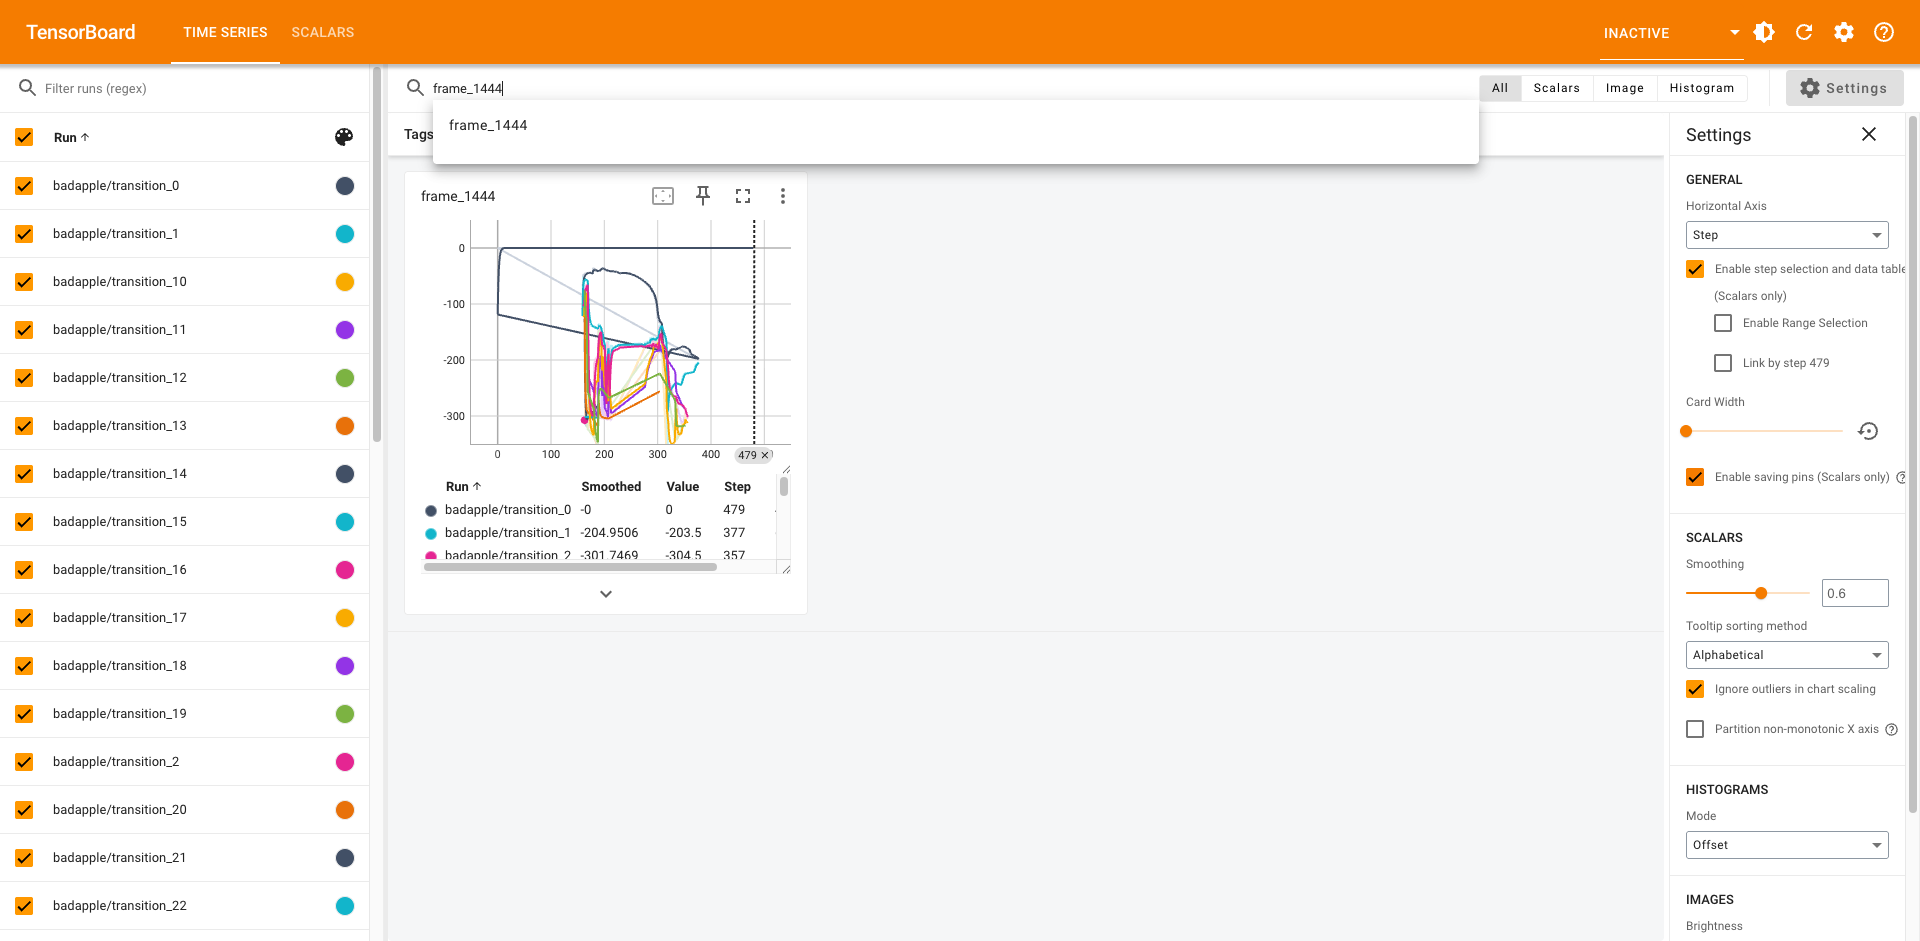 TensorBoard
TIME SERIES
SCALARS
INACTIVE
Filter runs (regex)
frame_1444
All
Scalars
Image
Histogram
Settings
frame_1444
Tags
Run
badapple/transition_0
badapple/transition_1
badapple/transition_10
badapple/transition_11
badapple/transition_12
badapple/transition_13
badapple/transition_14
badapple/transition_15
badapple/transition_16
badapple/transition_17
badapple/transition_18
badapple/transition_19
badapple/transition_2
badapple/transition_20
badapple/transition_21
badapple/transition_22
frame_1444
0
-100
-200
-300
0
100
200
300
400
479
Run Smoothed Value Step
badapple/transition_0 -0 0 479
badapple/transition_1 -204.9506 -203.5 377
badapple/transition_2 -301.7469 -304.5 357
Settings
GENERAL
Horizontal Axis
Step
Enable step selection and data table
(Scalars only)
Enable Range Selection
Link by step 479
Card Width
Enable saving pins (Scalars only)
SCALARS
Smoothing
0.6
Tooltip sorting method
Alphabetical
Ignore outliers in chart scaling
Partition non-monotonic X axis
HISTOGRAMS
Mode
Offset
IMAGES
Brightness